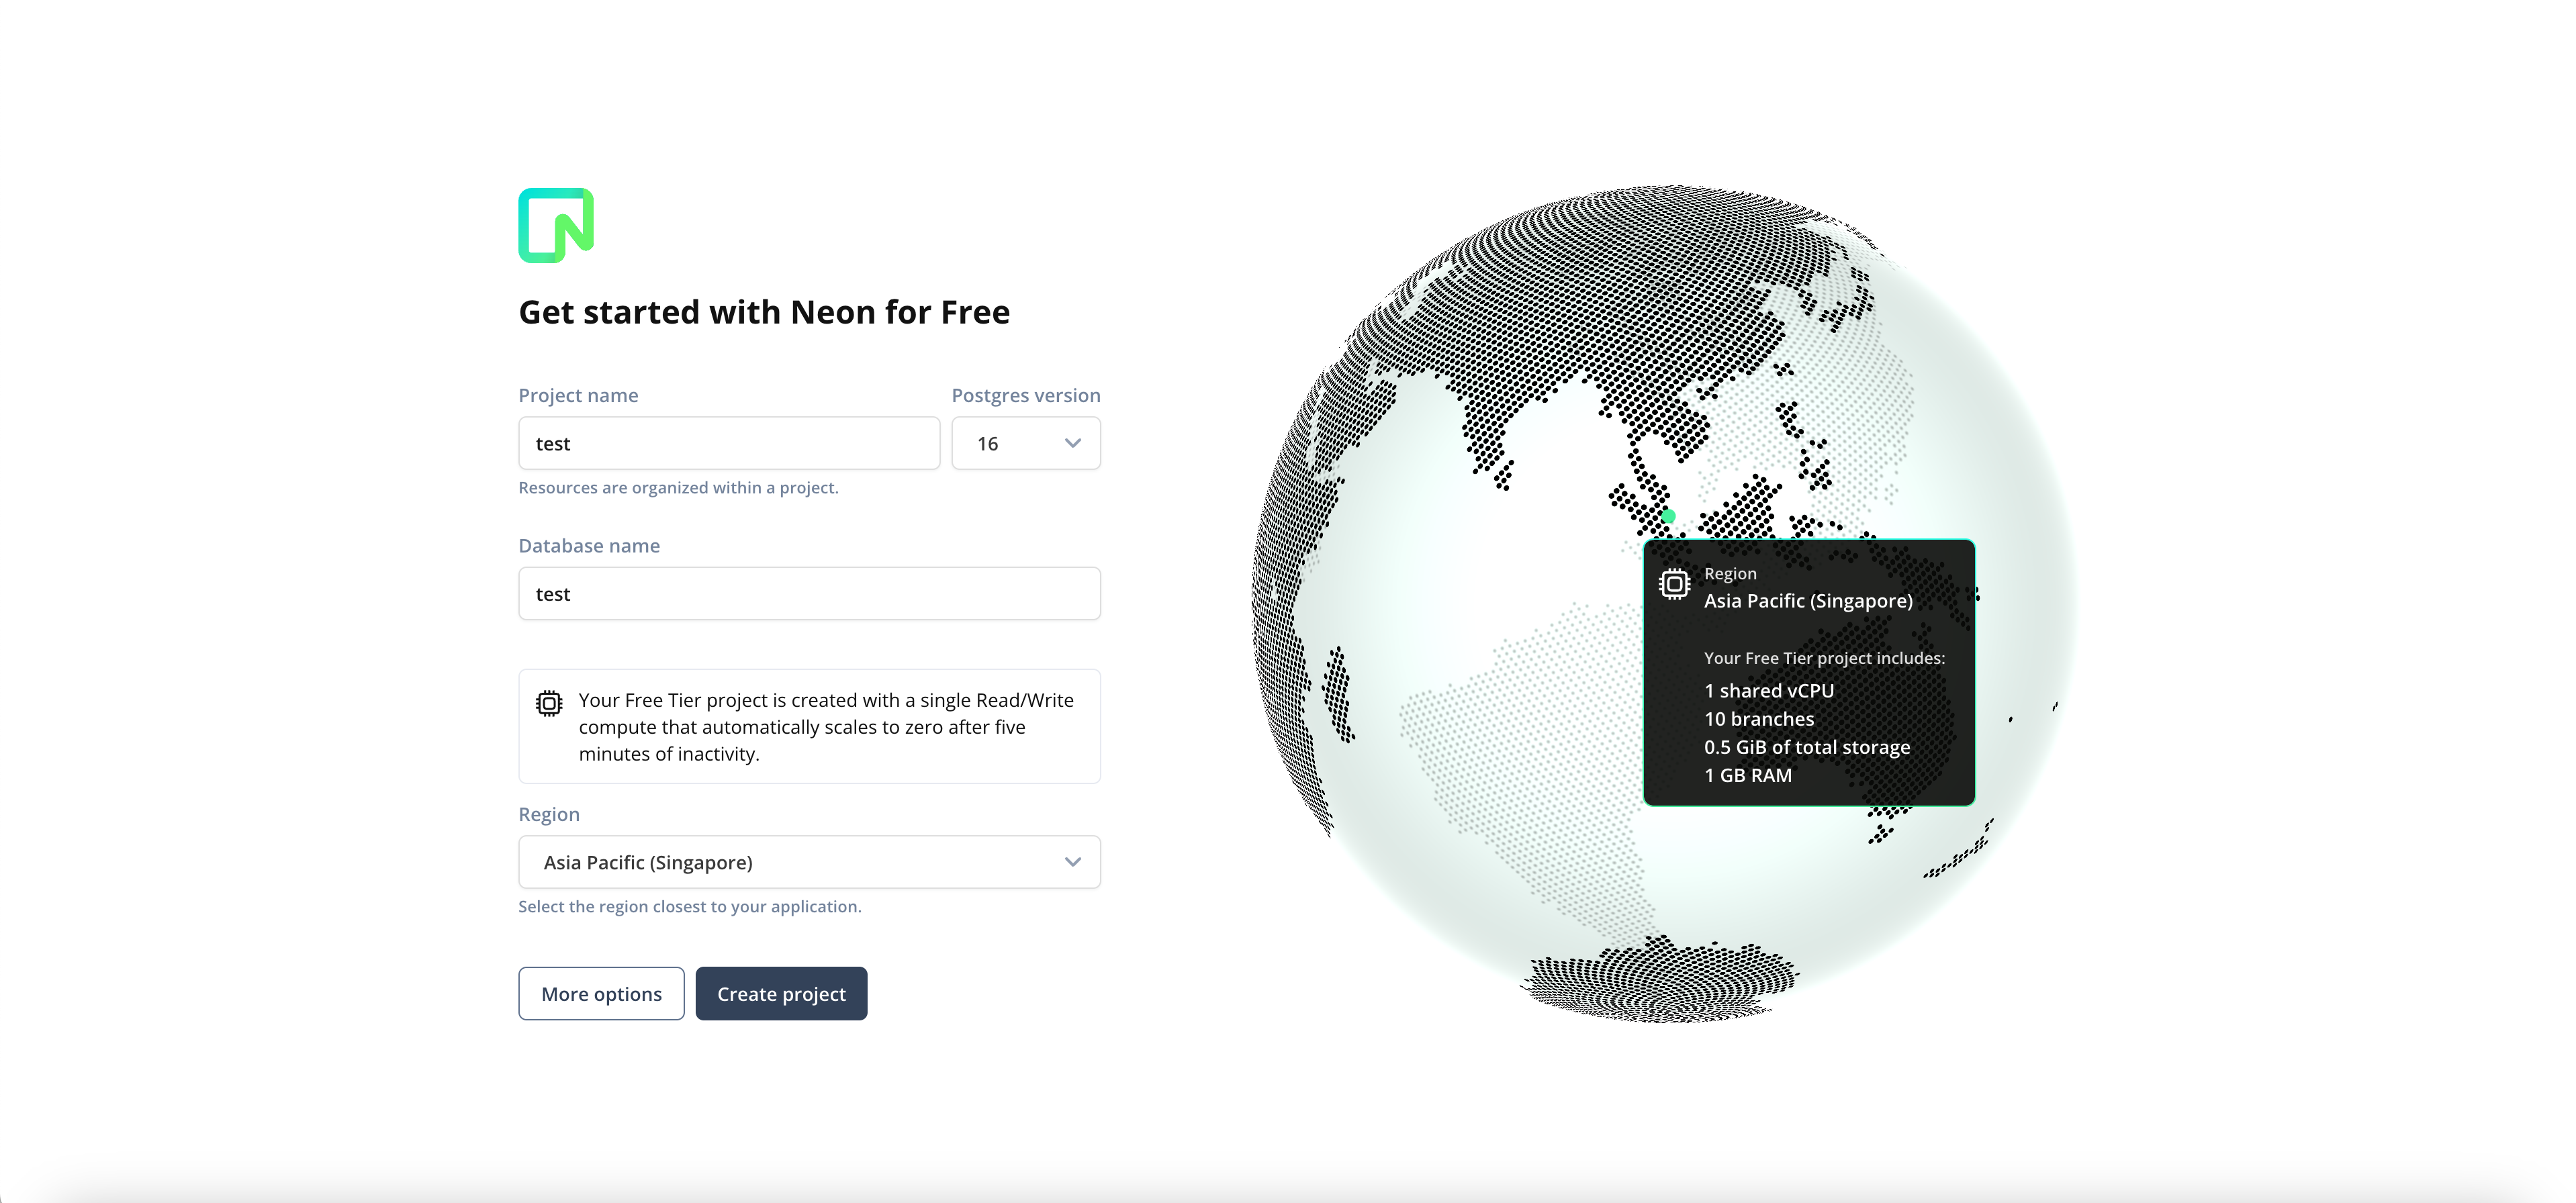 Get started with Neon for Free
Project name
Postgres version
test
16
Resources are organized within a project.
Database name
test
Your Free Tier project is created with a single Read/Write
compute that automatically scales to zero after five
minutes of inactivity.
Region
Asia Pacific (Singapore)
Select the region closest to your application.
More options
Create project
Region
Asia Pacific (Singapore)
Your Free Tier project includes:
1 shared vCPU
10 branches
0.5 GiB of total storage
1 GB RAM